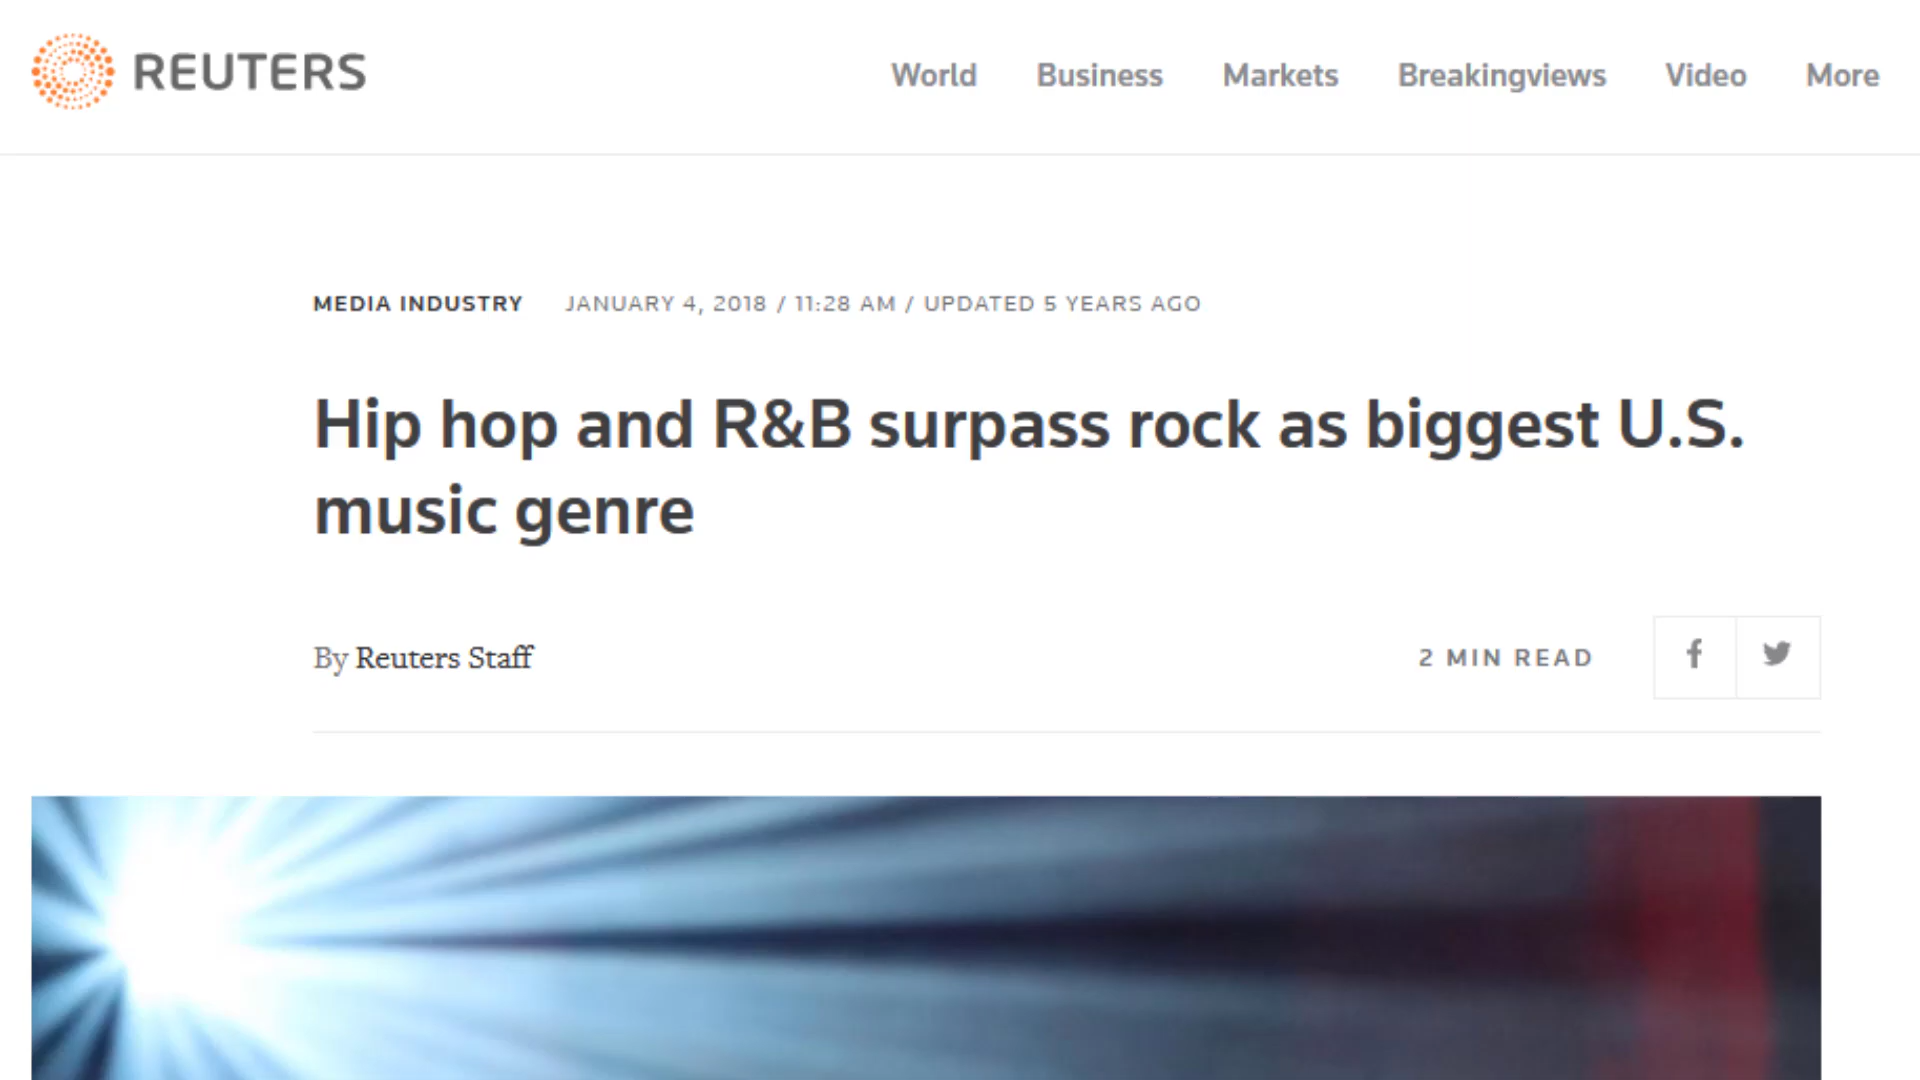 REUTERS
World Business Markets Breakingviews Video More
MEDIA INDUSTRY JANUARY 4, 2018 / 11:28 AM / UPDATED 5 YEARS AGO
Hip hop and R&B surpass rock as biggest U.S.
music genre
By Reuters Staff
2 MIN READ